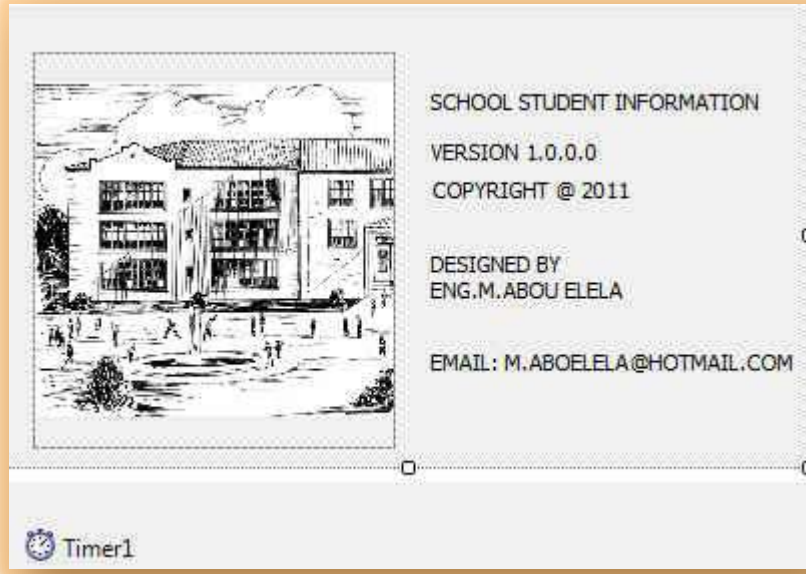 SCHOOL STUDENT INFORMATION
VERSION 1.0.0.0
COPYRIGHT @ 2011
DESIGNED BY
ENG.M.ABOU ELELA
EMAIL: M.ABOELELA@HOTMAIL.COM
Timer1